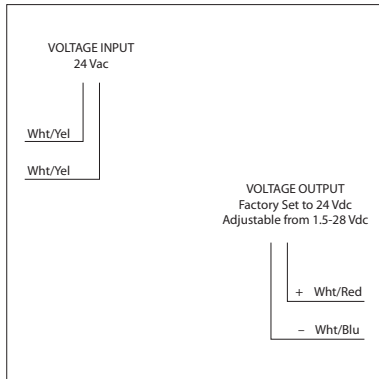 VOLTAGE INPUT
24 Vac
Wht/Yel
Wht/Yel
VOLTAGE OUTPUT
Factory Set to 24 Vdc
Adjustable from 1.5-28 Vdc
+ Wht/Red
– Wht/Blu